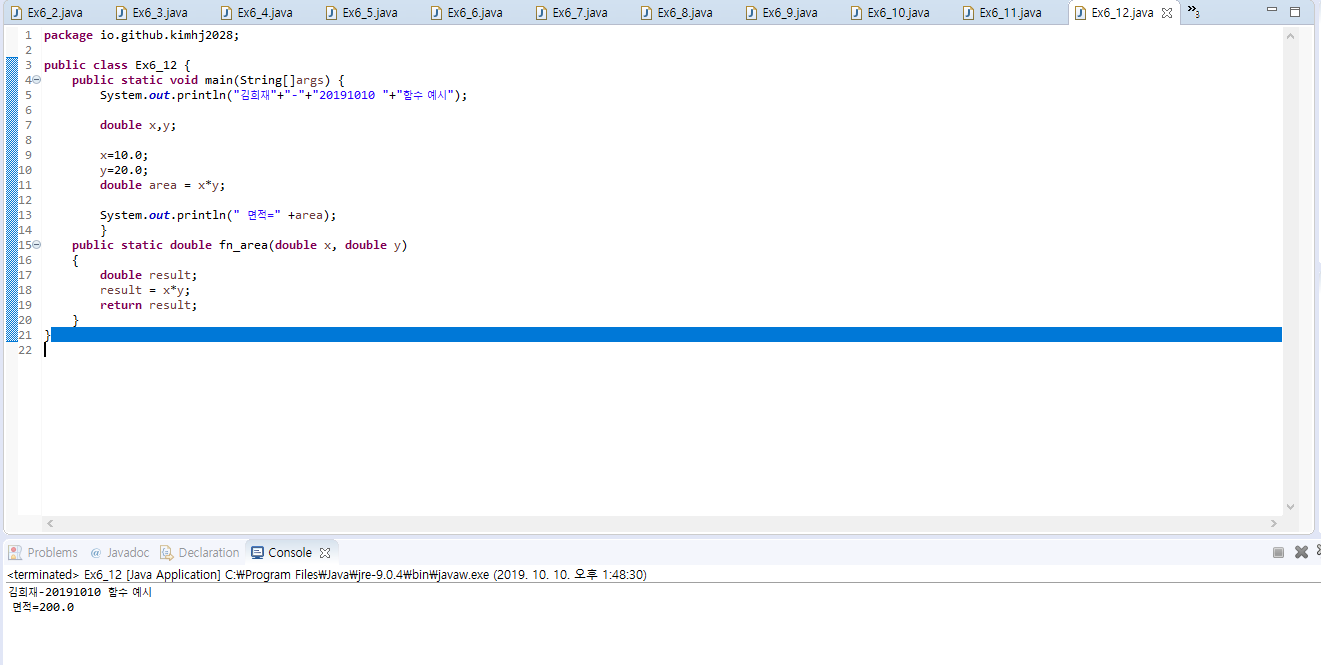 Ex6_2.java Ex6_3.java Ex6_4.java Ex6_5.java Ex6_6.java Ex6_7.java Ex6_8.java Ex6_9.java Ex6_10.java Ex6_11.java Ex6_12.java »3
1 package io.github.kimhj2028;
2
3 public class Ex6_12 {
4 public static void main(String[]args) {
5 System.out.println("김희재"+"-"+"20191010 "+"함수 예시");
6
7 double x,y;
8
9 x=10.0;
10 y=20.0;
11 double area = x*y;
12
13 System.out.println(" 면적=" +area);
14 }
15 public static double fn_area(double x, double y)
16 {
17 double result;
18 result = x*y;
19 return result;
20 }
21 }
22
Problems @ Javadoc Declaration Console
<terminated> Ex6_12 [Java Application] C:₩Program Files₩Java₩jre-9.0.4₩bin₩javaw.exe (2019. 10. 10. 오후 1:48:30)
김희재-20191010 함수 예시
면적=200.0